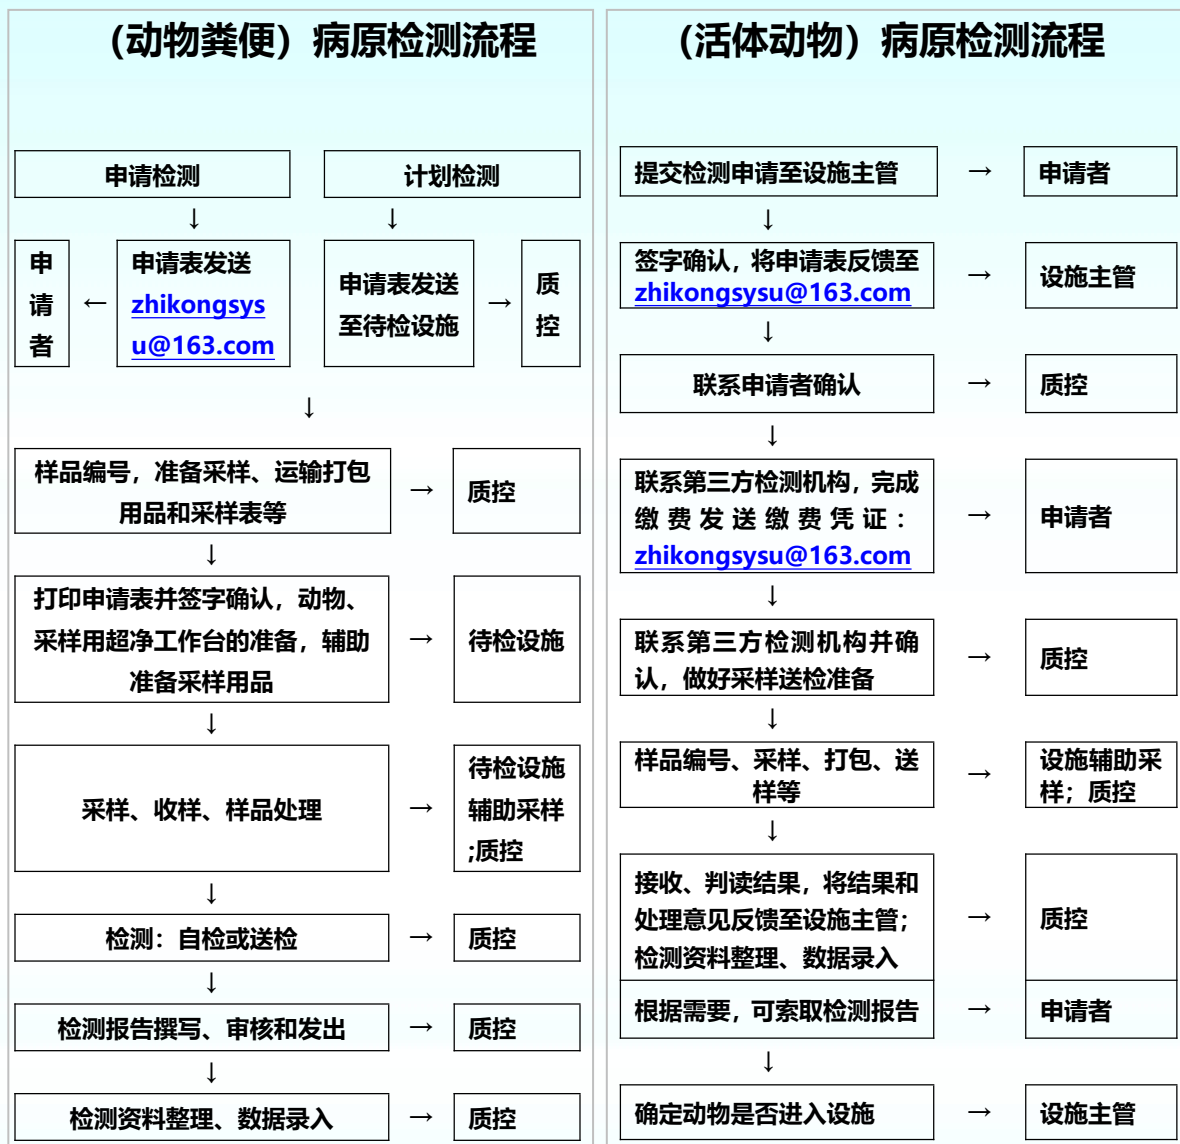 （动物粪便）病原检测流程
申请检测
计划检测
↓
↓
申
请
者
←
申请表发送
zhikongsys
u@163.com
申请表发送
至待检设施
→
质
控
↓
样品编号，准备采样、运输打包
用品和采样表等
→
质控
↓
打印申请表并签字确认，动物、
采样用超净工作台的准备，辅助
准备采样用品
→
待检设施
↓
采样、收样、样品处理
→
待检设施
辅助采样
;质控
↓
检测：自检或送检
→
质控
↓
检测报告撰写、审核和发出
→
质控
↓
检测资料整理、数据录入
→
质控
（活体动物）病原检测流程
提交检测申请至设施主管
→
申请者
↓
签字确认，将申请表反馈至
zhikongsysu@163.com
→
设施主管
↓
联系申请者确认
→
质控
↓
联系第三方检测机构，完成
缴费发送缴费凭证：
zhikongsysu@163.com
→
申请者
↓
联系第三方检测机构并确
认，做好采样送检准备
→
质控
↓
样品编号、采样、打包、送
样等
→
设施辅助采
样；质控
↓
接收、判读结果，将结果和
处理意见反馈至设施主管；
检测资料整理、数据录入
→
质控
根据需要，可索取检测报告
→
申请者
↓
确定动物是否进入设施
→
设施主管